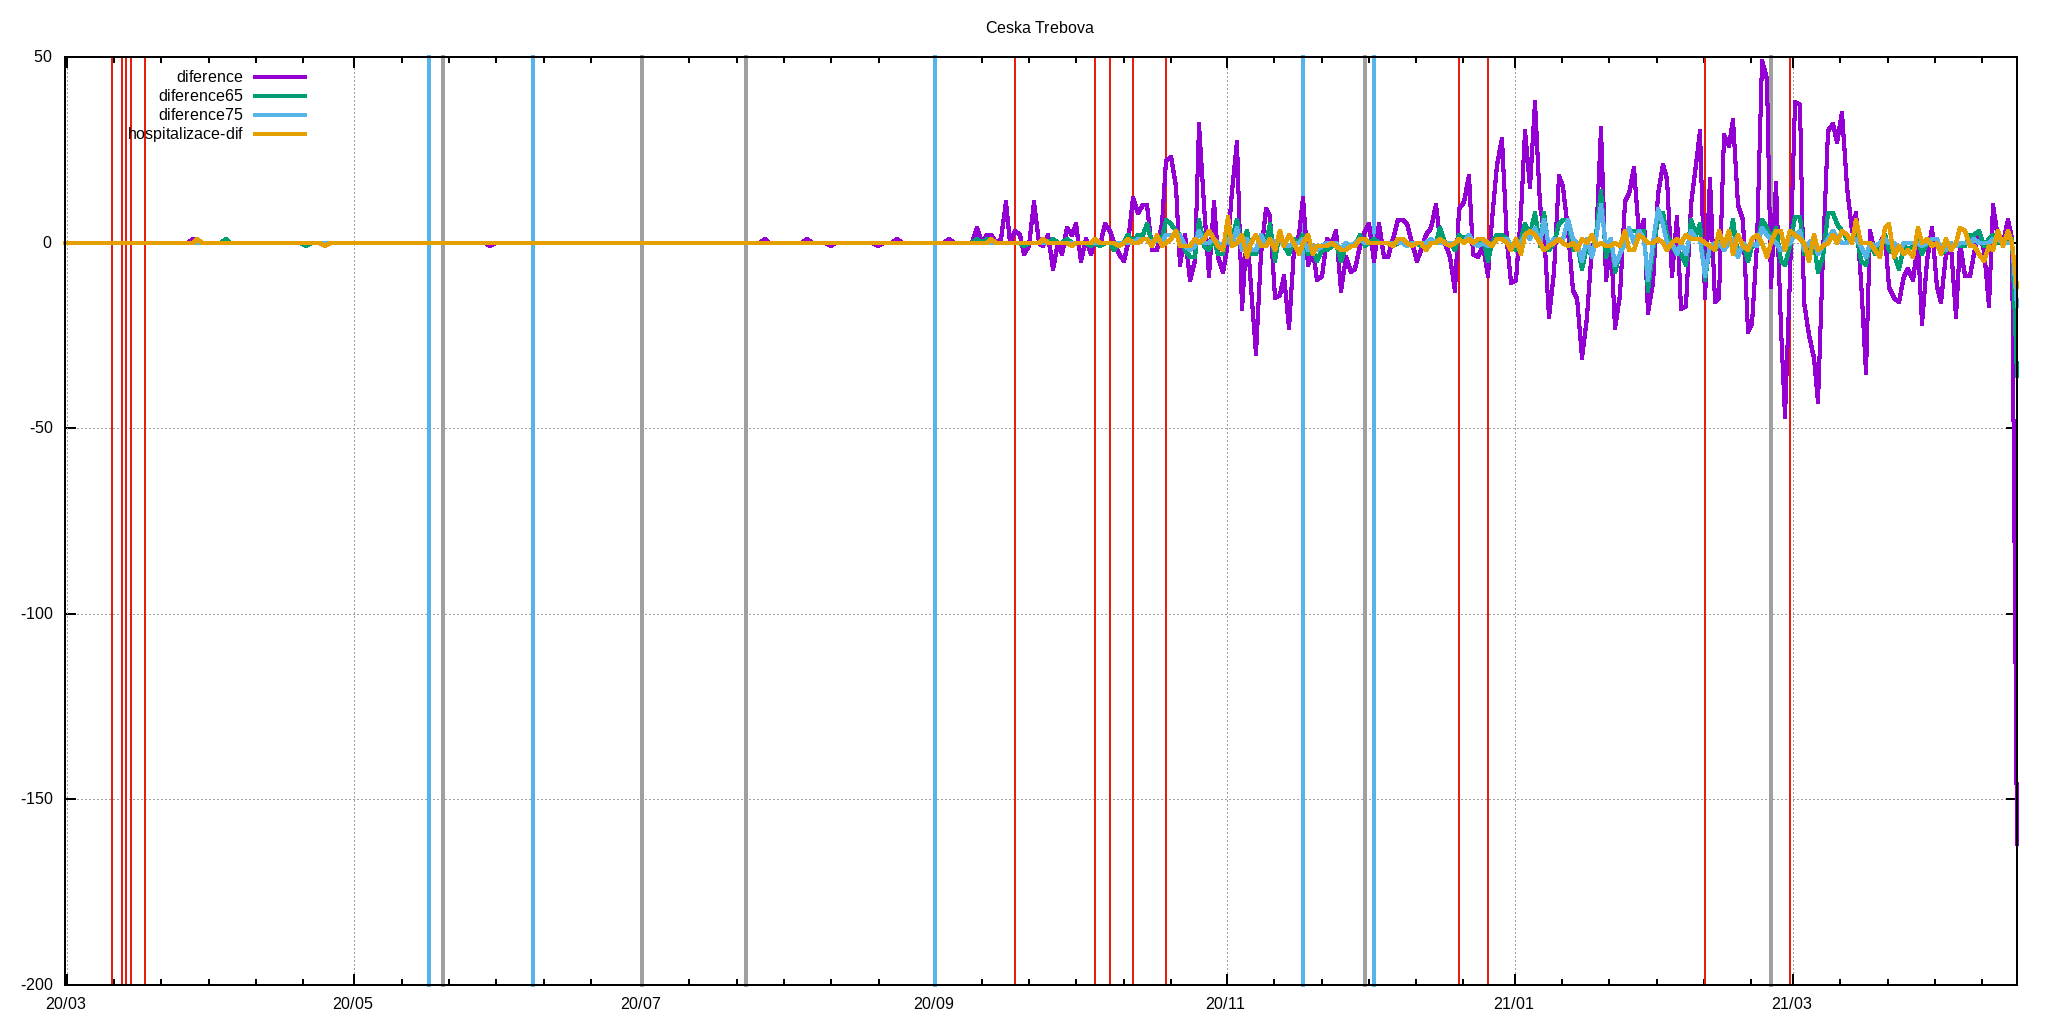 Ceska Trebova
50
diference
diference65
diference75
hospitalizace-dif
0
-50
-100
-150
-200
20/03 20/05 20/07 20/09 20/11 21/01 21/03